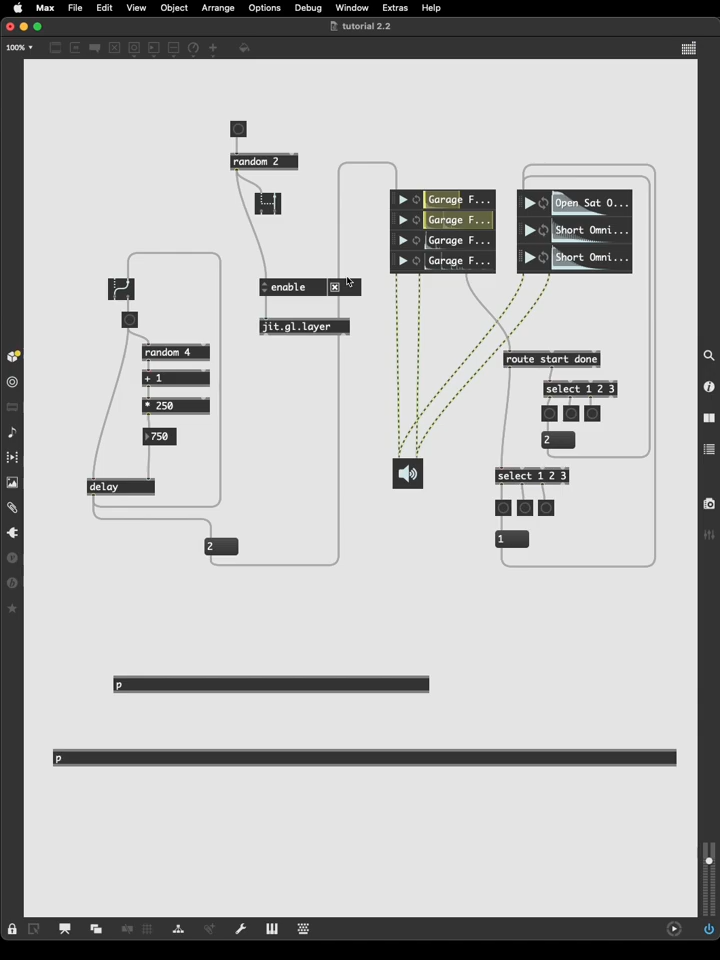 Max File Edit View Object Arrange Options Debug Window Extras Help
tutorial 2.2
100%
random 2
Garage F...
Garage F...
Garage F...
Garage F...
Open Sat O...
Short Omni...
Short Omni...
enable
jit.gl.layer
random 4
+ 1
* 250
750
delay
2
route start done
select 1 2 3
2
select 1 2 3
1
p
p